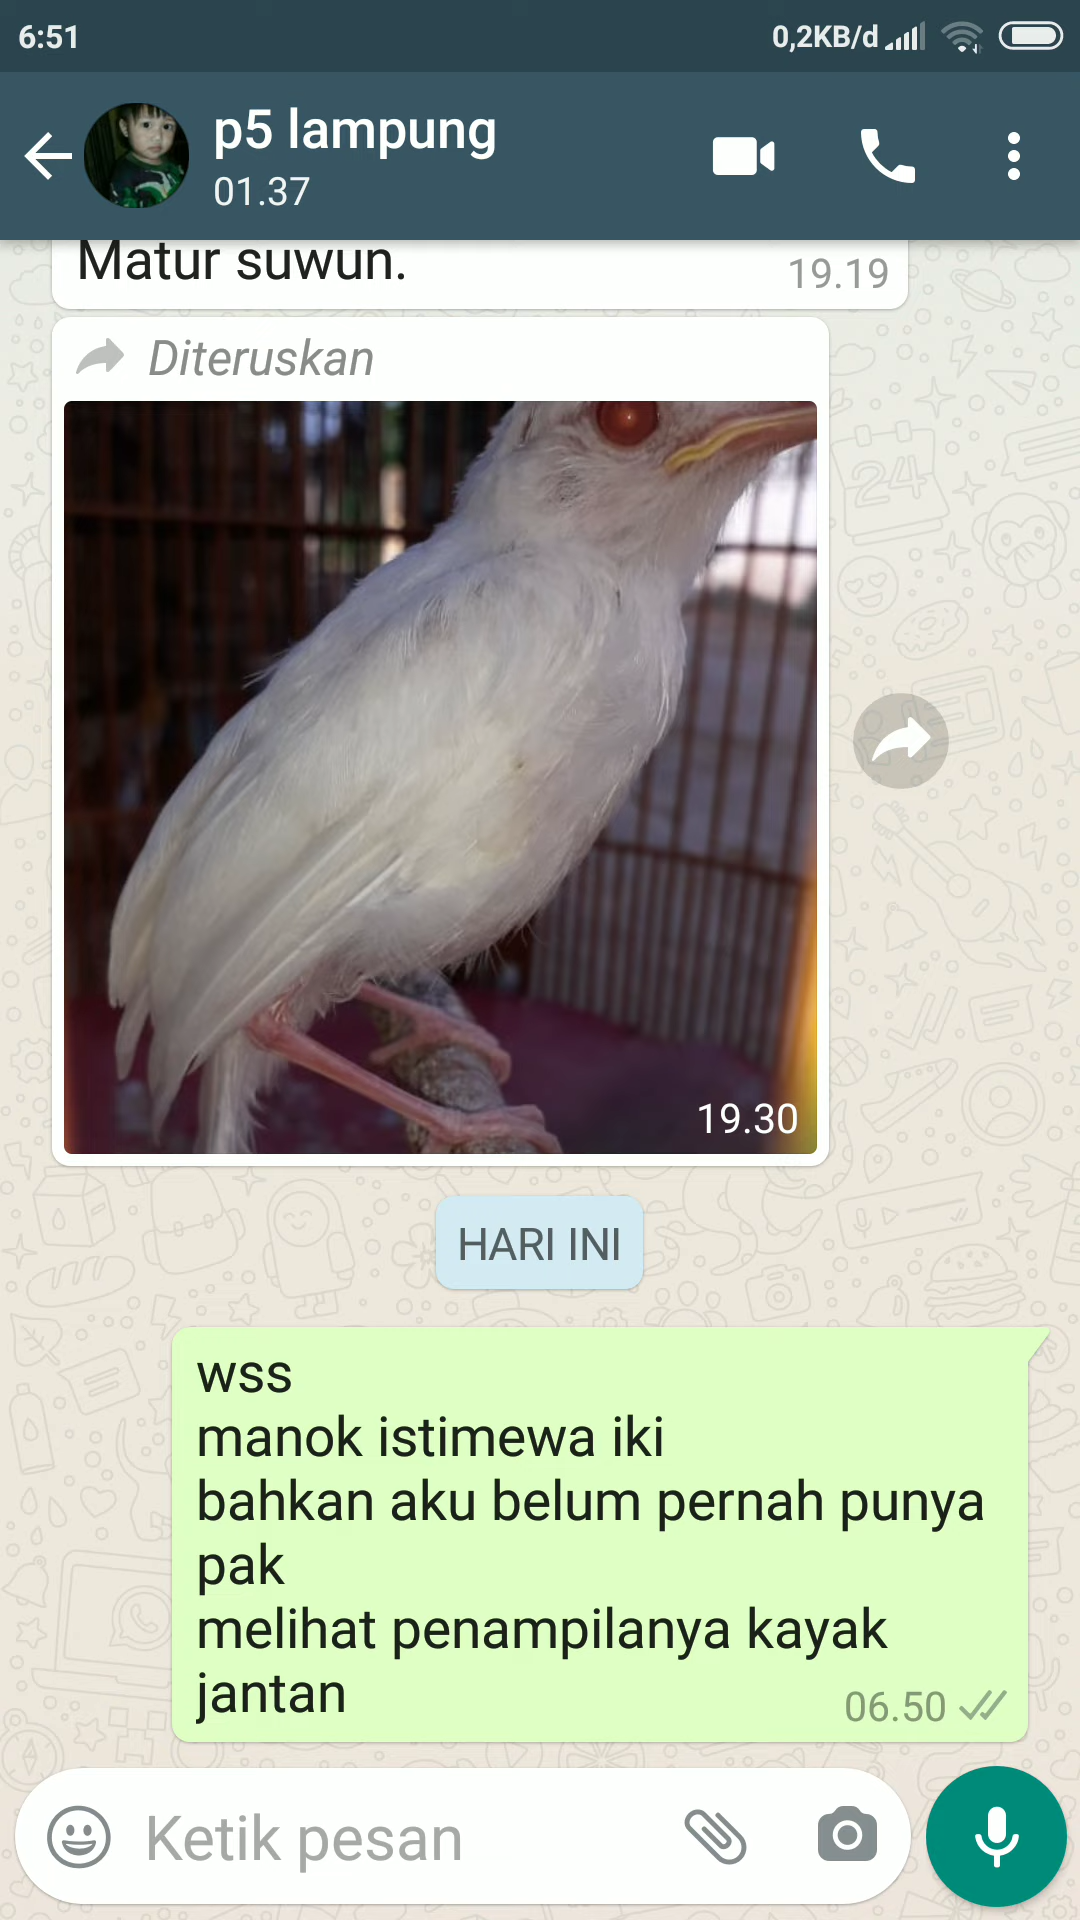 6:51
0,2KB/d
p5 lampung
01.37
Matur suwun.
19.19
Diteruskan
19.30
HARI INI
wss
manok istimewa iki
bahkan aku belum pernah punya
pak
melihat penampilanya kayak
jantan
06.50
Ketik pesan